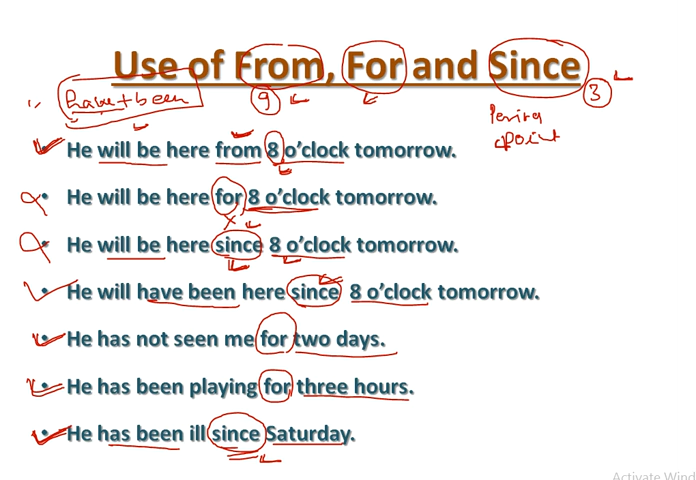 Use of From, For and Since
have + been
9
3
point
He will be here from 8 o'clock tomorrow.
He will be here for 8 o'clock tomorrow.
He will be here since 8 o'clock tomorrow.
He will have been here since 8 o'clock tomorrow.
He has not seen me for two days.
He has been playing for three hours.
He has been ill since Saturday.
Activate Wind